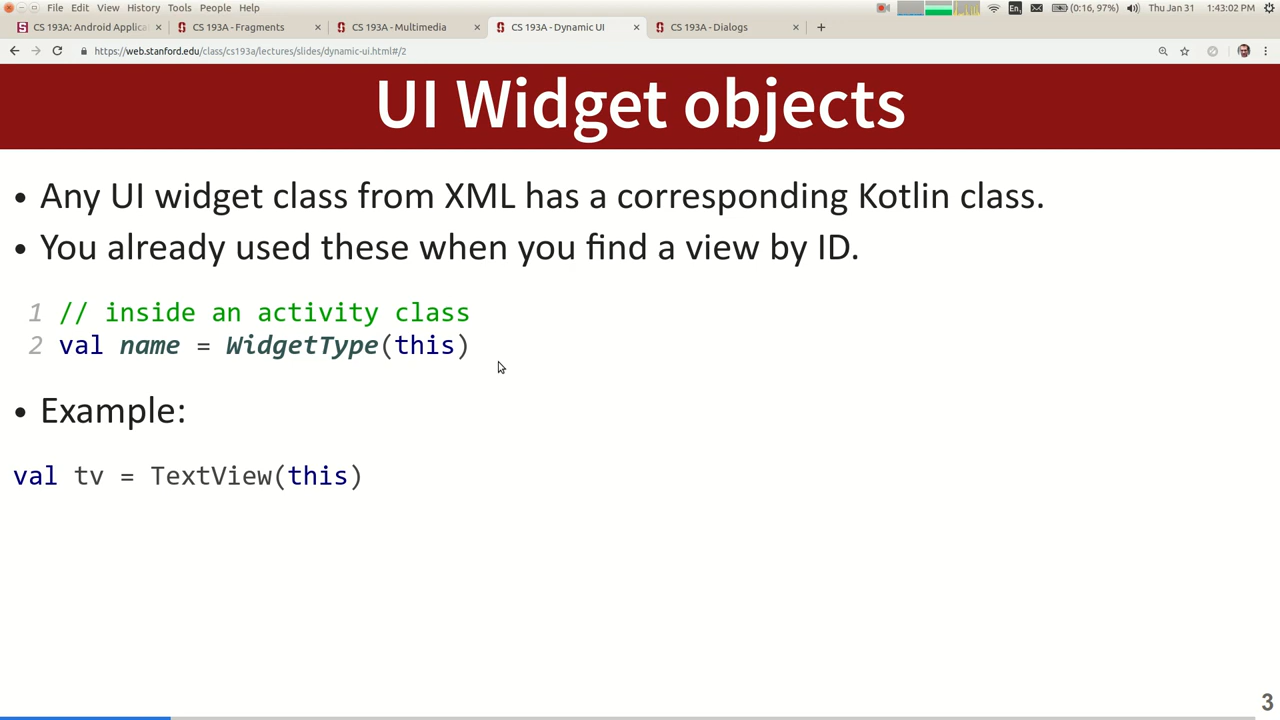 File Edit View History Tools People Help
En, (0:16, 97%) Thu Jan 31 1:43:02 PM
CS 193A: Android Applica CS 193A - Fragments CS 193A - Multimedia CS 193A - Dynamic UI CS 193A - Dialogs
https://web.stanford.edu/class/cs193a/lectures/slides/dynamic-ui.html#/2
UI Widget objects
• Any UI widget class from XML has a corresponding Kotlin class.
• You already used these when you find a view by ID.
1 // inside an activity class
2 val name = WidgetType(this)
• Example:
val tv = TextView(this)
3